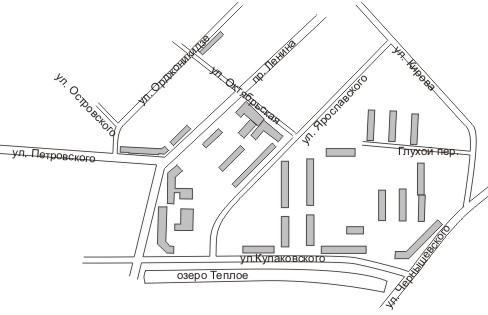 ул. Орджоникидзе
пр. Ленина
ул. Кирова
ул. Островского
ул. Октябрьская
ул. Ярославского
ул. Петровского
Глухой пер.
ул.Кулаковского
ул. Чернышевского
озеро Теплое